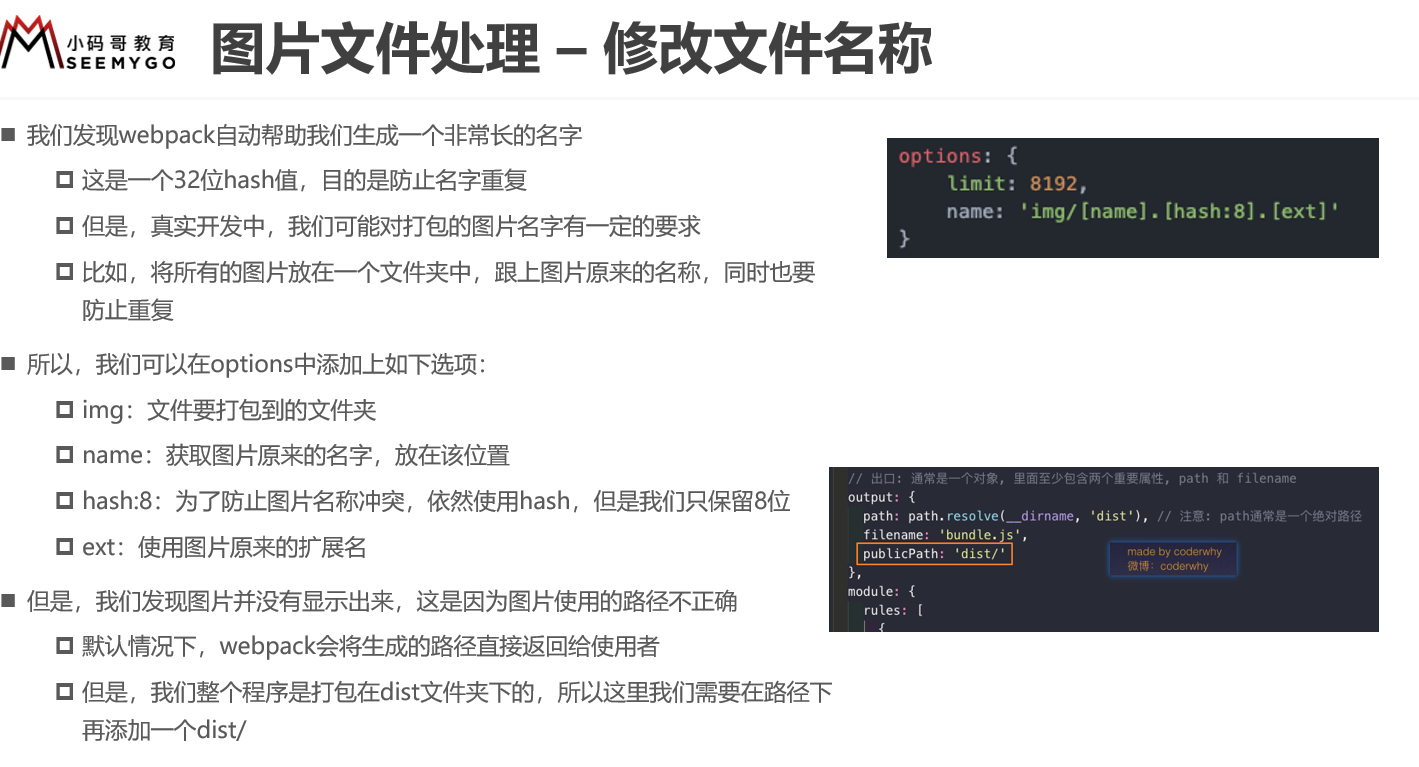 小码哥教育
SEEMYGO
图片文件处理 – 修改文件名称
我们发现webpack自动帮助我们生成一个非常长的名字
这是一个32位hash值，目的是防止名字重复
但是，真实开发中，我们可能对打包的图片名字有一定的要求
比如，将所有的图片放在一个文件夹中，跟上图片原来的名称，同时也要
防止重复
options: {
limit: 8192,
name: 'img/[name].[hash:8].[ext]'
}
所以，我们可以在options中添加上如下选项：
img：文件要打包到的文件夹
name：获取图片原来的名字，放在该位置
hash:8：为了防止图片名称冲突，依然使用hash，但是我们只保留8位
ext：使用图片原来的扩展名
但是，我们发现图片并没有显示出来，这是因为图片使用的路径不正确
默认情况下，webpack会将生成的路径直接返回给使用者
但是，我们整个程序是打包在dist文件夹下的，所以这里我们需要在路径下
再添加一个dist/
// 出口: 通常是一个对象, 里面至少包含两个重要属性, path 和 filename
output: {
path: path.resolve(__dirname, 'dist'), // 注意: path通常是一个绝对路径
filename: 'bundle.js',
publicPath: 'dist/'
},
module: {
rules: [
{
made by coderwhy
微博：coderwhy